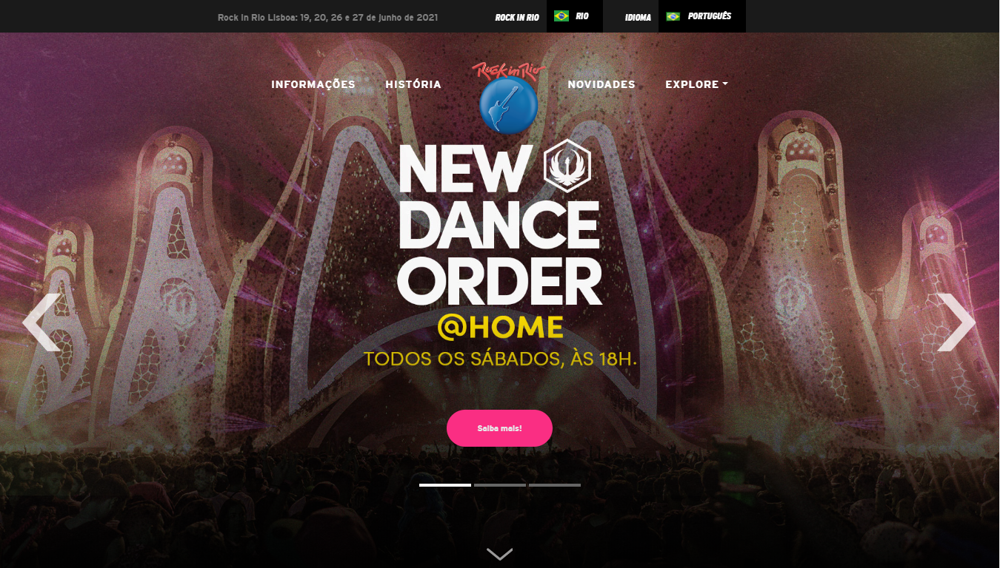 Rock in Rio Lisboa: 19, 20, 26 e 27 de junho de 2021
ROCK IN RIO
RIO
IDIOMA
PORTUGUÊS
INFORMAÇÕES
HISTÓRIA
Rock in Rio
NOVIDADES
EXPLORE
NEW
DANCE
ORDER
@HOME
TODOS OS SÁBADOS, ÀS 18H.
Saiba mais!